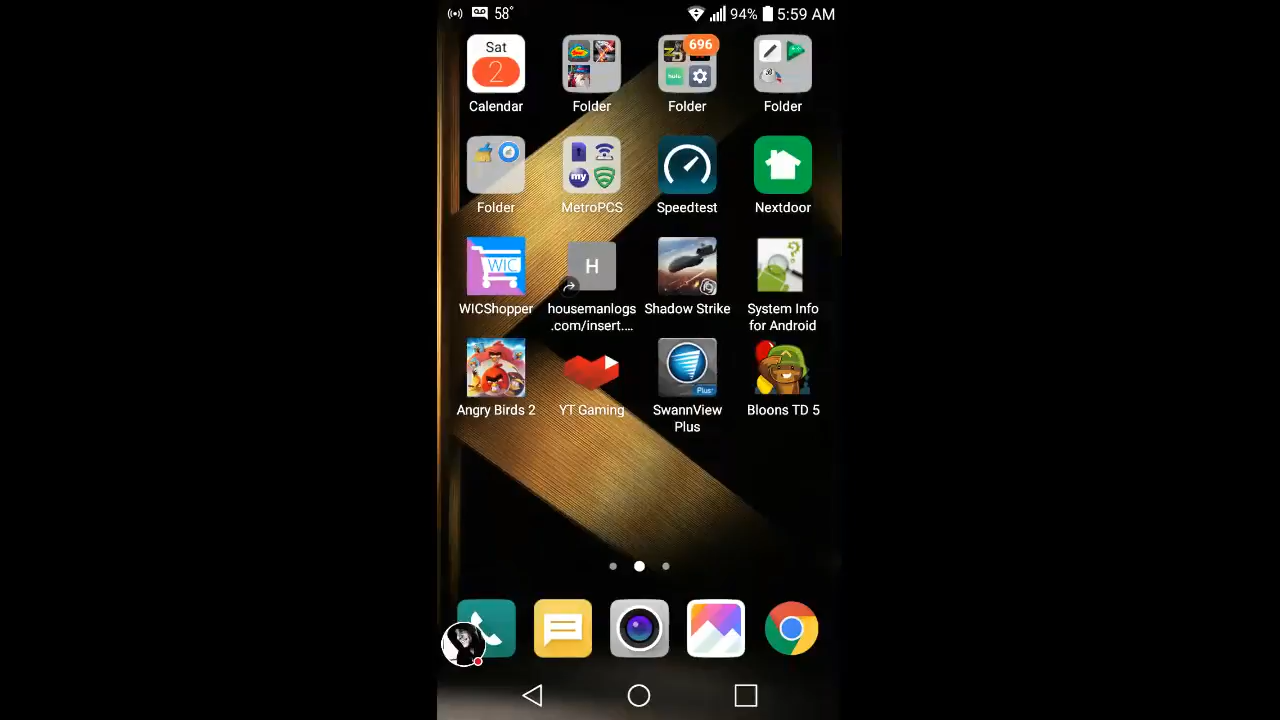 58° 94% 5:59 AM
Sat
2
696
hulu
Calendar Folder Folder Folder
my
Folder MetroPCS Speedtest Nextdoor
WIC
H
WICShopper housemanlogs Shadow Strike System Info
.com/insert.... for Android
Plus
Angry Birds 2 YT Gaming SwannView Bloons TD 5
Plus